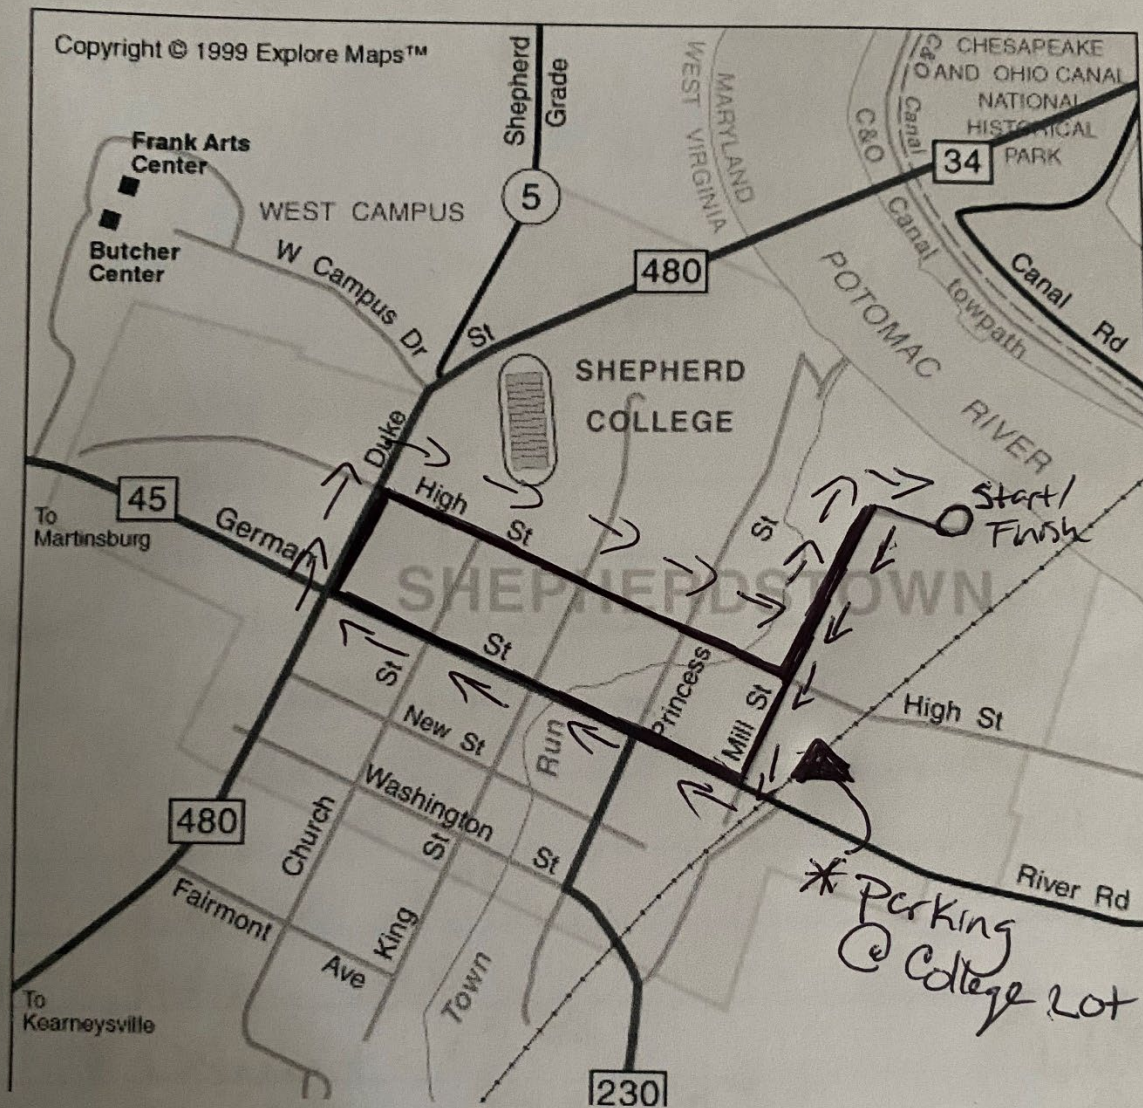 Copyright © 1999 Explore Maps™
Shepherd
Grade
WEST VIRGINIA
MARYLAND
C&O
Canal
CHESAPEAKE
AND OHIO CANAL
NATIONAL
HISTORICAL
PARK
34
Frank Arts
Center
5
WEST CAMPUS
Butcher
Center
W Campus Dr
480
C&O Canal towpath
Canal Rd
POTOMAC RIVER
St
SHEPHERD
COLLEGE
Duke
45
To
Martinsburg
German
High
St
St
Start/
Finish
SHEPHERDSTOWN
St
St
Princess
Mill St
High St
New St
Run
480
Washington
St
Church
St
River Rd
* Parking
@ College Lot
Fairmont
Ave
King
Town
To
Kearneysville
230